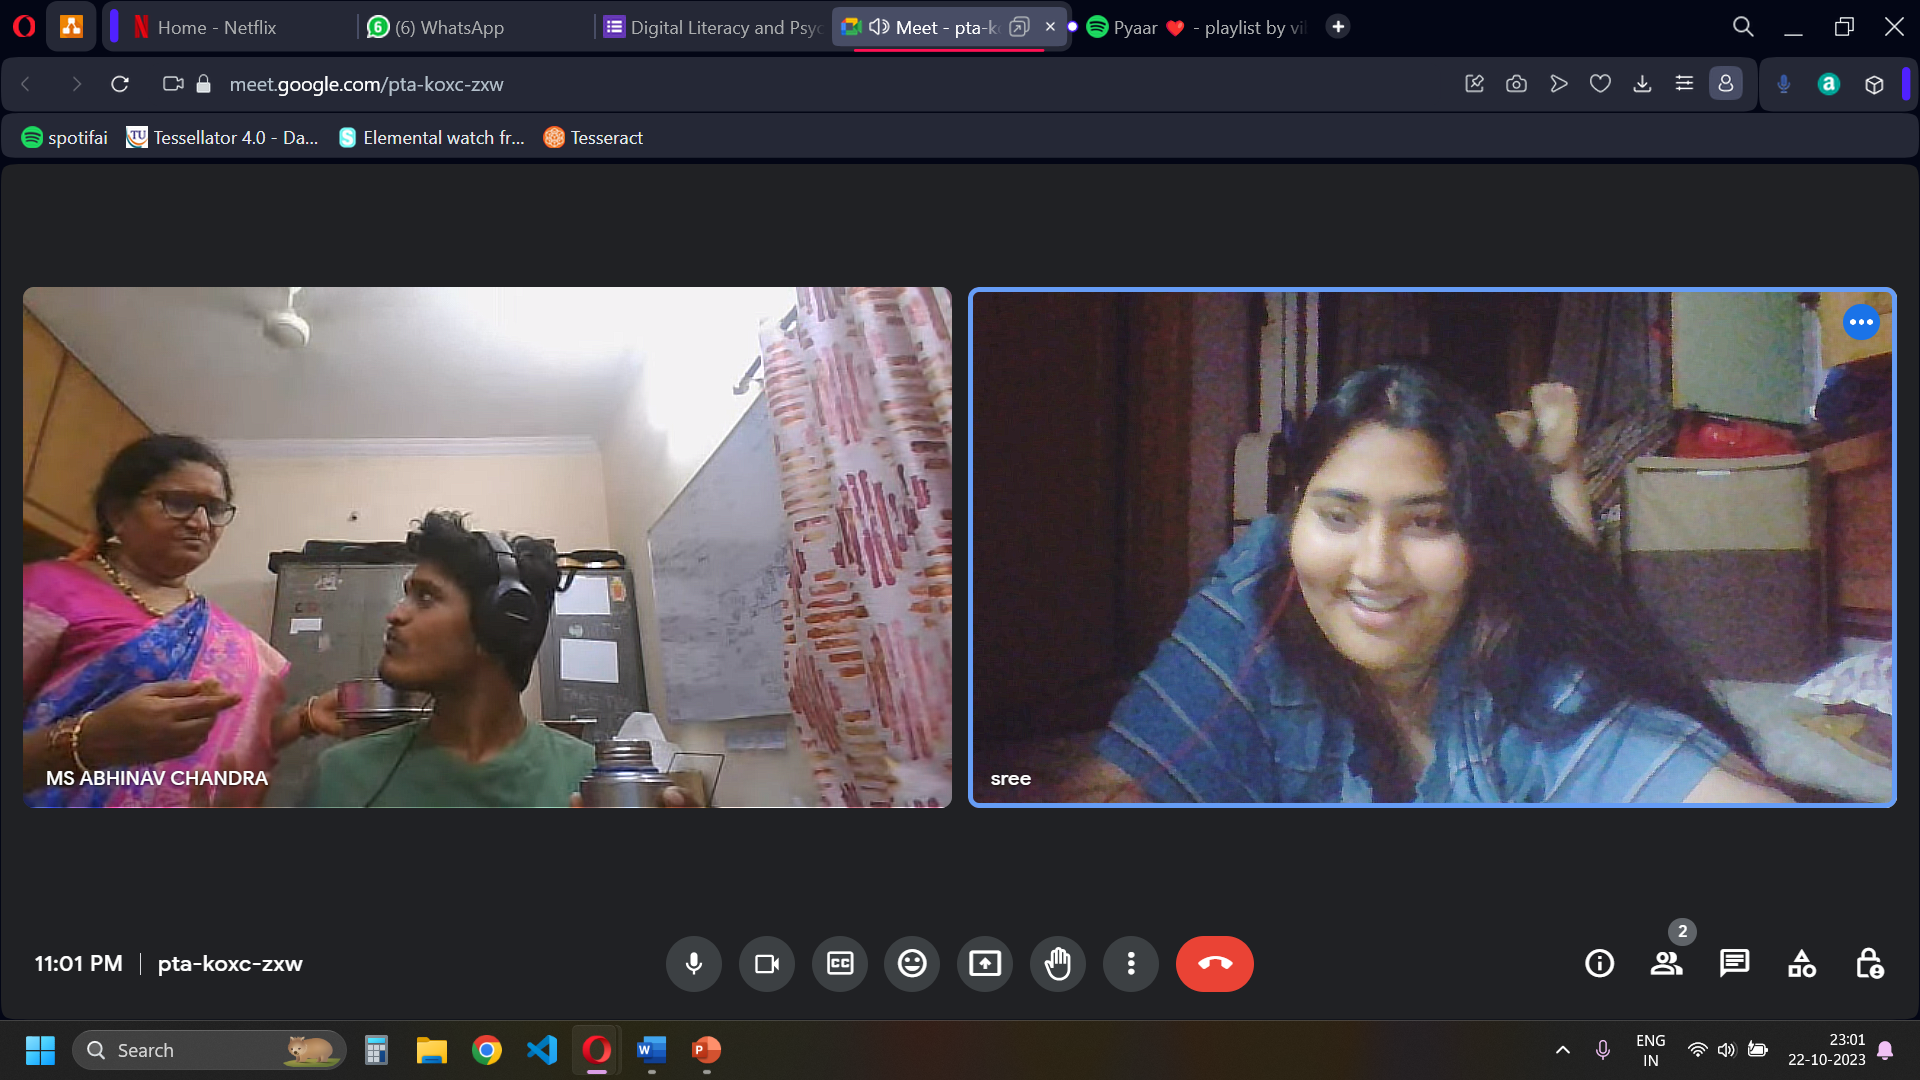 Home - Netflix
(6) WhatsApp
Digital Literacy and Psyc
Meet - pta-k
Pyaar ❤️ - playlist by vi
meet.google.com/pta-koxc-zxw
spotifai
TU
Tessellator 4.0 - Da...
Elemental watch fr...
Tesseract
MS ABHINAV CHANDRA
sree
11:01 PM
pta-koxc-zxw
CC
2
Search
ENG
IN
23:01
22-10-2023